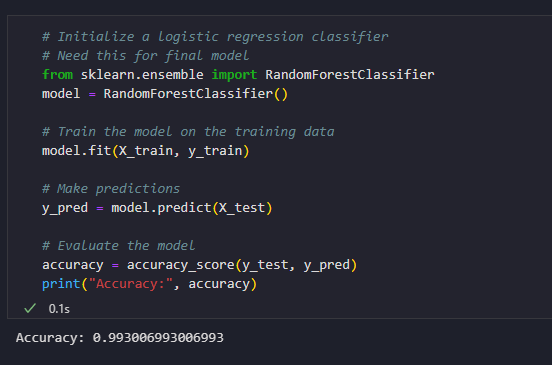 # Initialize a logistic regression classifier
# Need this for final model
from sklearn.ensemble import RandomForestClassifier
model = RandomForestClassifier()
# Train the model on the training data
model.fit(X_train, y_train)
# Make predictions
y_pred = model.predict(X_test)
# Evaluate the model
accuracy = accuracy_score(y_test, y_pred)
print("Accuracy:", accuracy)
✓ 0.1s
Accuracy: 0.993006993006993